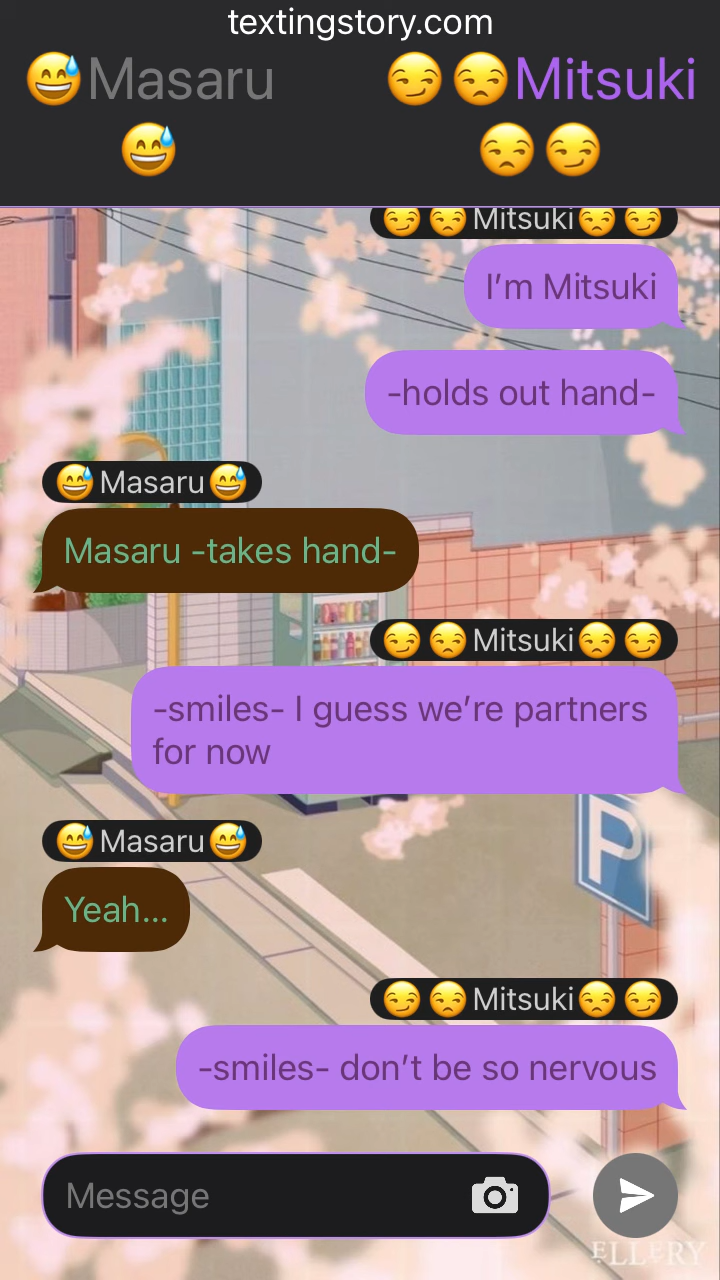 textingstory.com
😅Masaru😅
😏😒Mitsuki😒😏
😏😒Mitsuki😒😏
I’m Mitsuki
-holds out hand-
😅Masaru😅
Masaru -takes hand-
😏😒Mitsuki😒😏
-smiles- I guess we’re partners
for now
😅Masaru😅
Yeah...
😏😒Mitsuki😒😏
-smiles- don’t be so nervous
P
Message
ELLERY